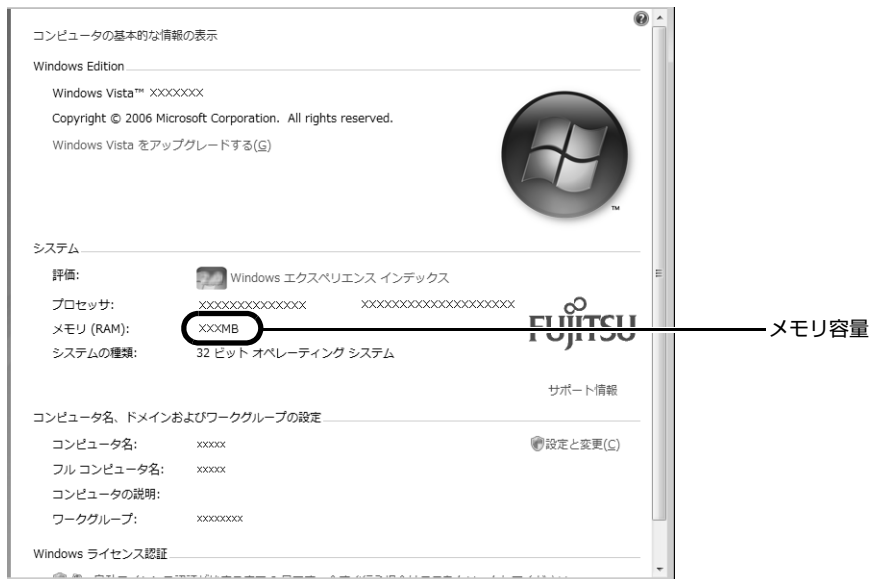 コンピュータの基本的な情報の表示
Windows Edition
Windows Vista™ XXXXXXX
Copyright © 2006 Microsoft Corporation. All rights reserved.
Windows Vista をアップグレードする(G)
TM
システム
評価: Windows エクスペリエンス インデックス
プロセッサ: XXXXXXXXXXXXXX XXXXXXXXXXXXXXXXXXXX
メモリ (RAM): XXXMB
FUJITSU
メモリ容量
システムの種類: 32 ビット オペレーティング システム
サポート情報
コンピュータ名、ドメインおよびワークグループの設定
コンピュータ名: xxxxx
設定と変更(C)
フル コンピュータ名: xxxxx
コンピュータの説明:
ワークグループ: xxxxxxxx
Windows ライセンス認証